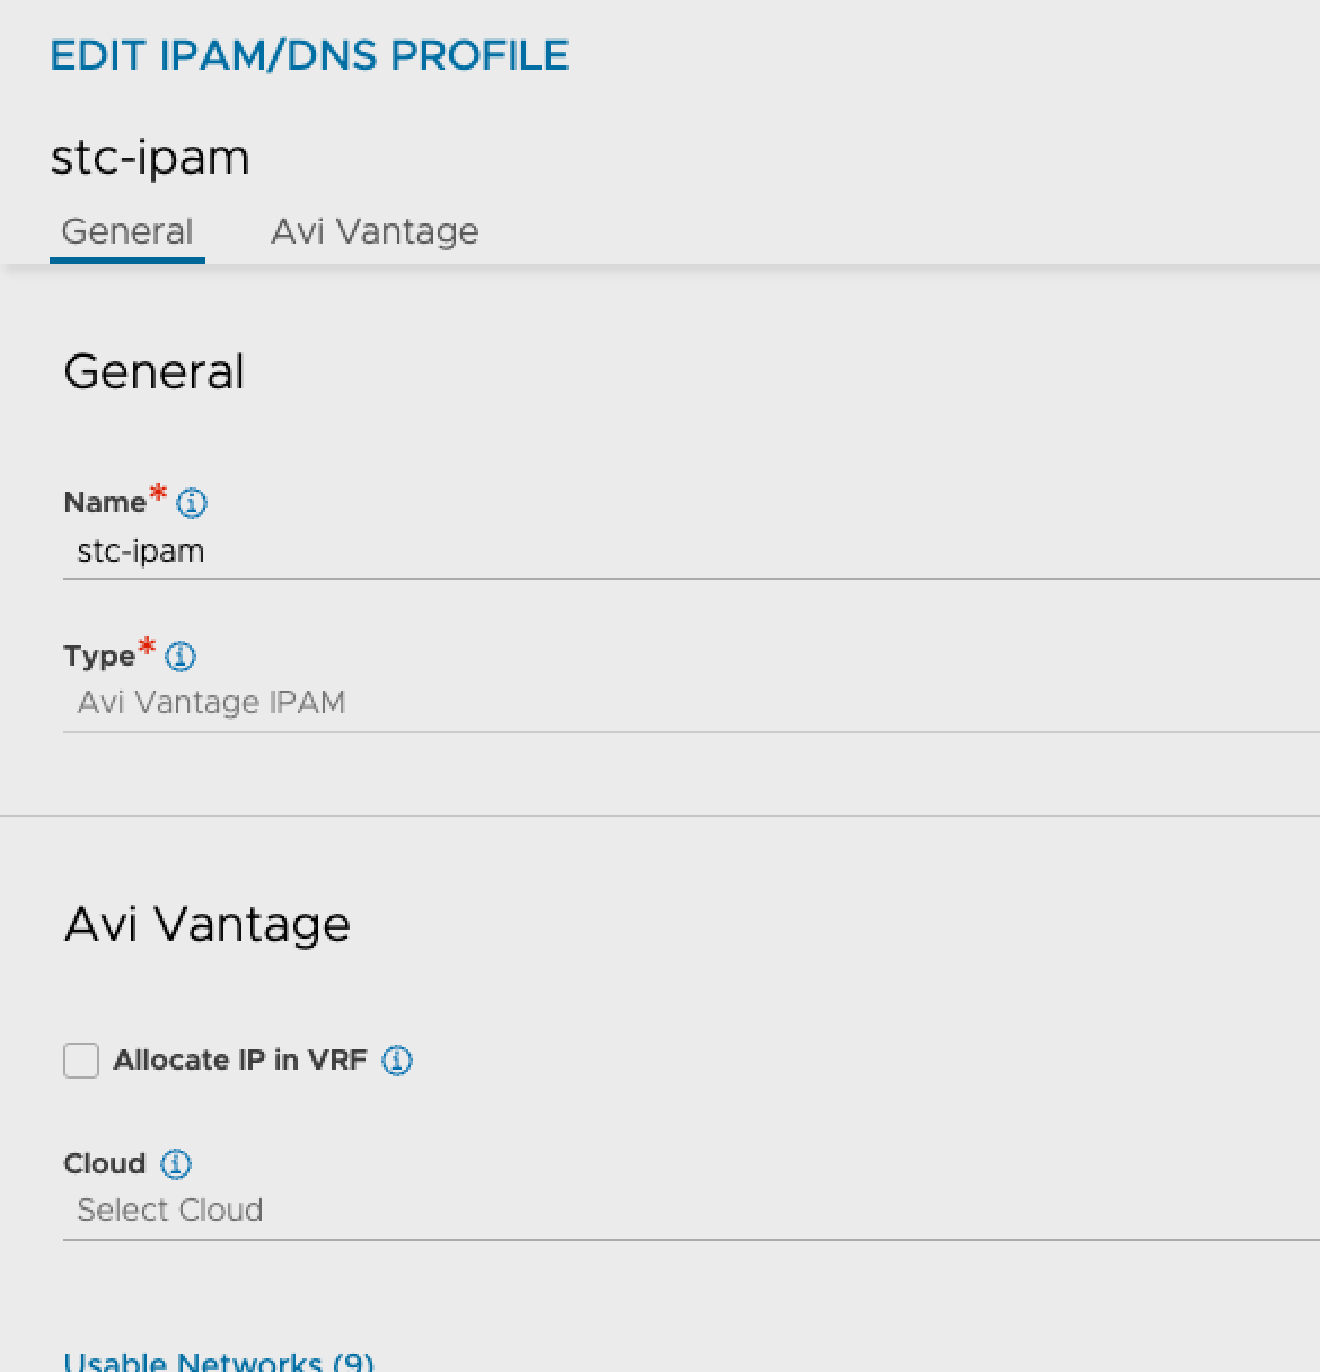 EDIT IPAM/DNS PROFILE
stc-ipam
General Avi Vantage
General
Name*
stc-ipam
Type*
Avi Vantage IPAM
Avi Vantage
Allocate IP in VRF
Cloud
Select Cloud
Usable Networks (9)